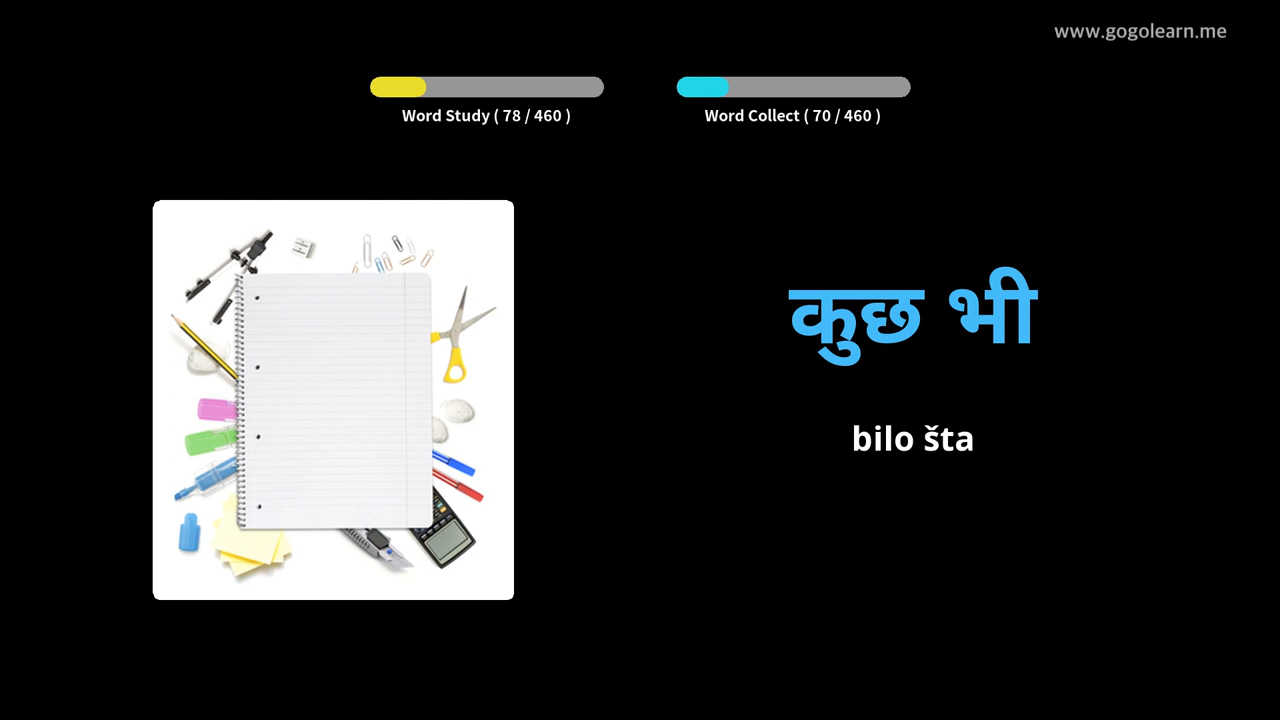 www.gogolearn.me
Word Study ( 78 / 460 )
Word Collect ( 70 / 460 )
कुछ भी
bilo šta